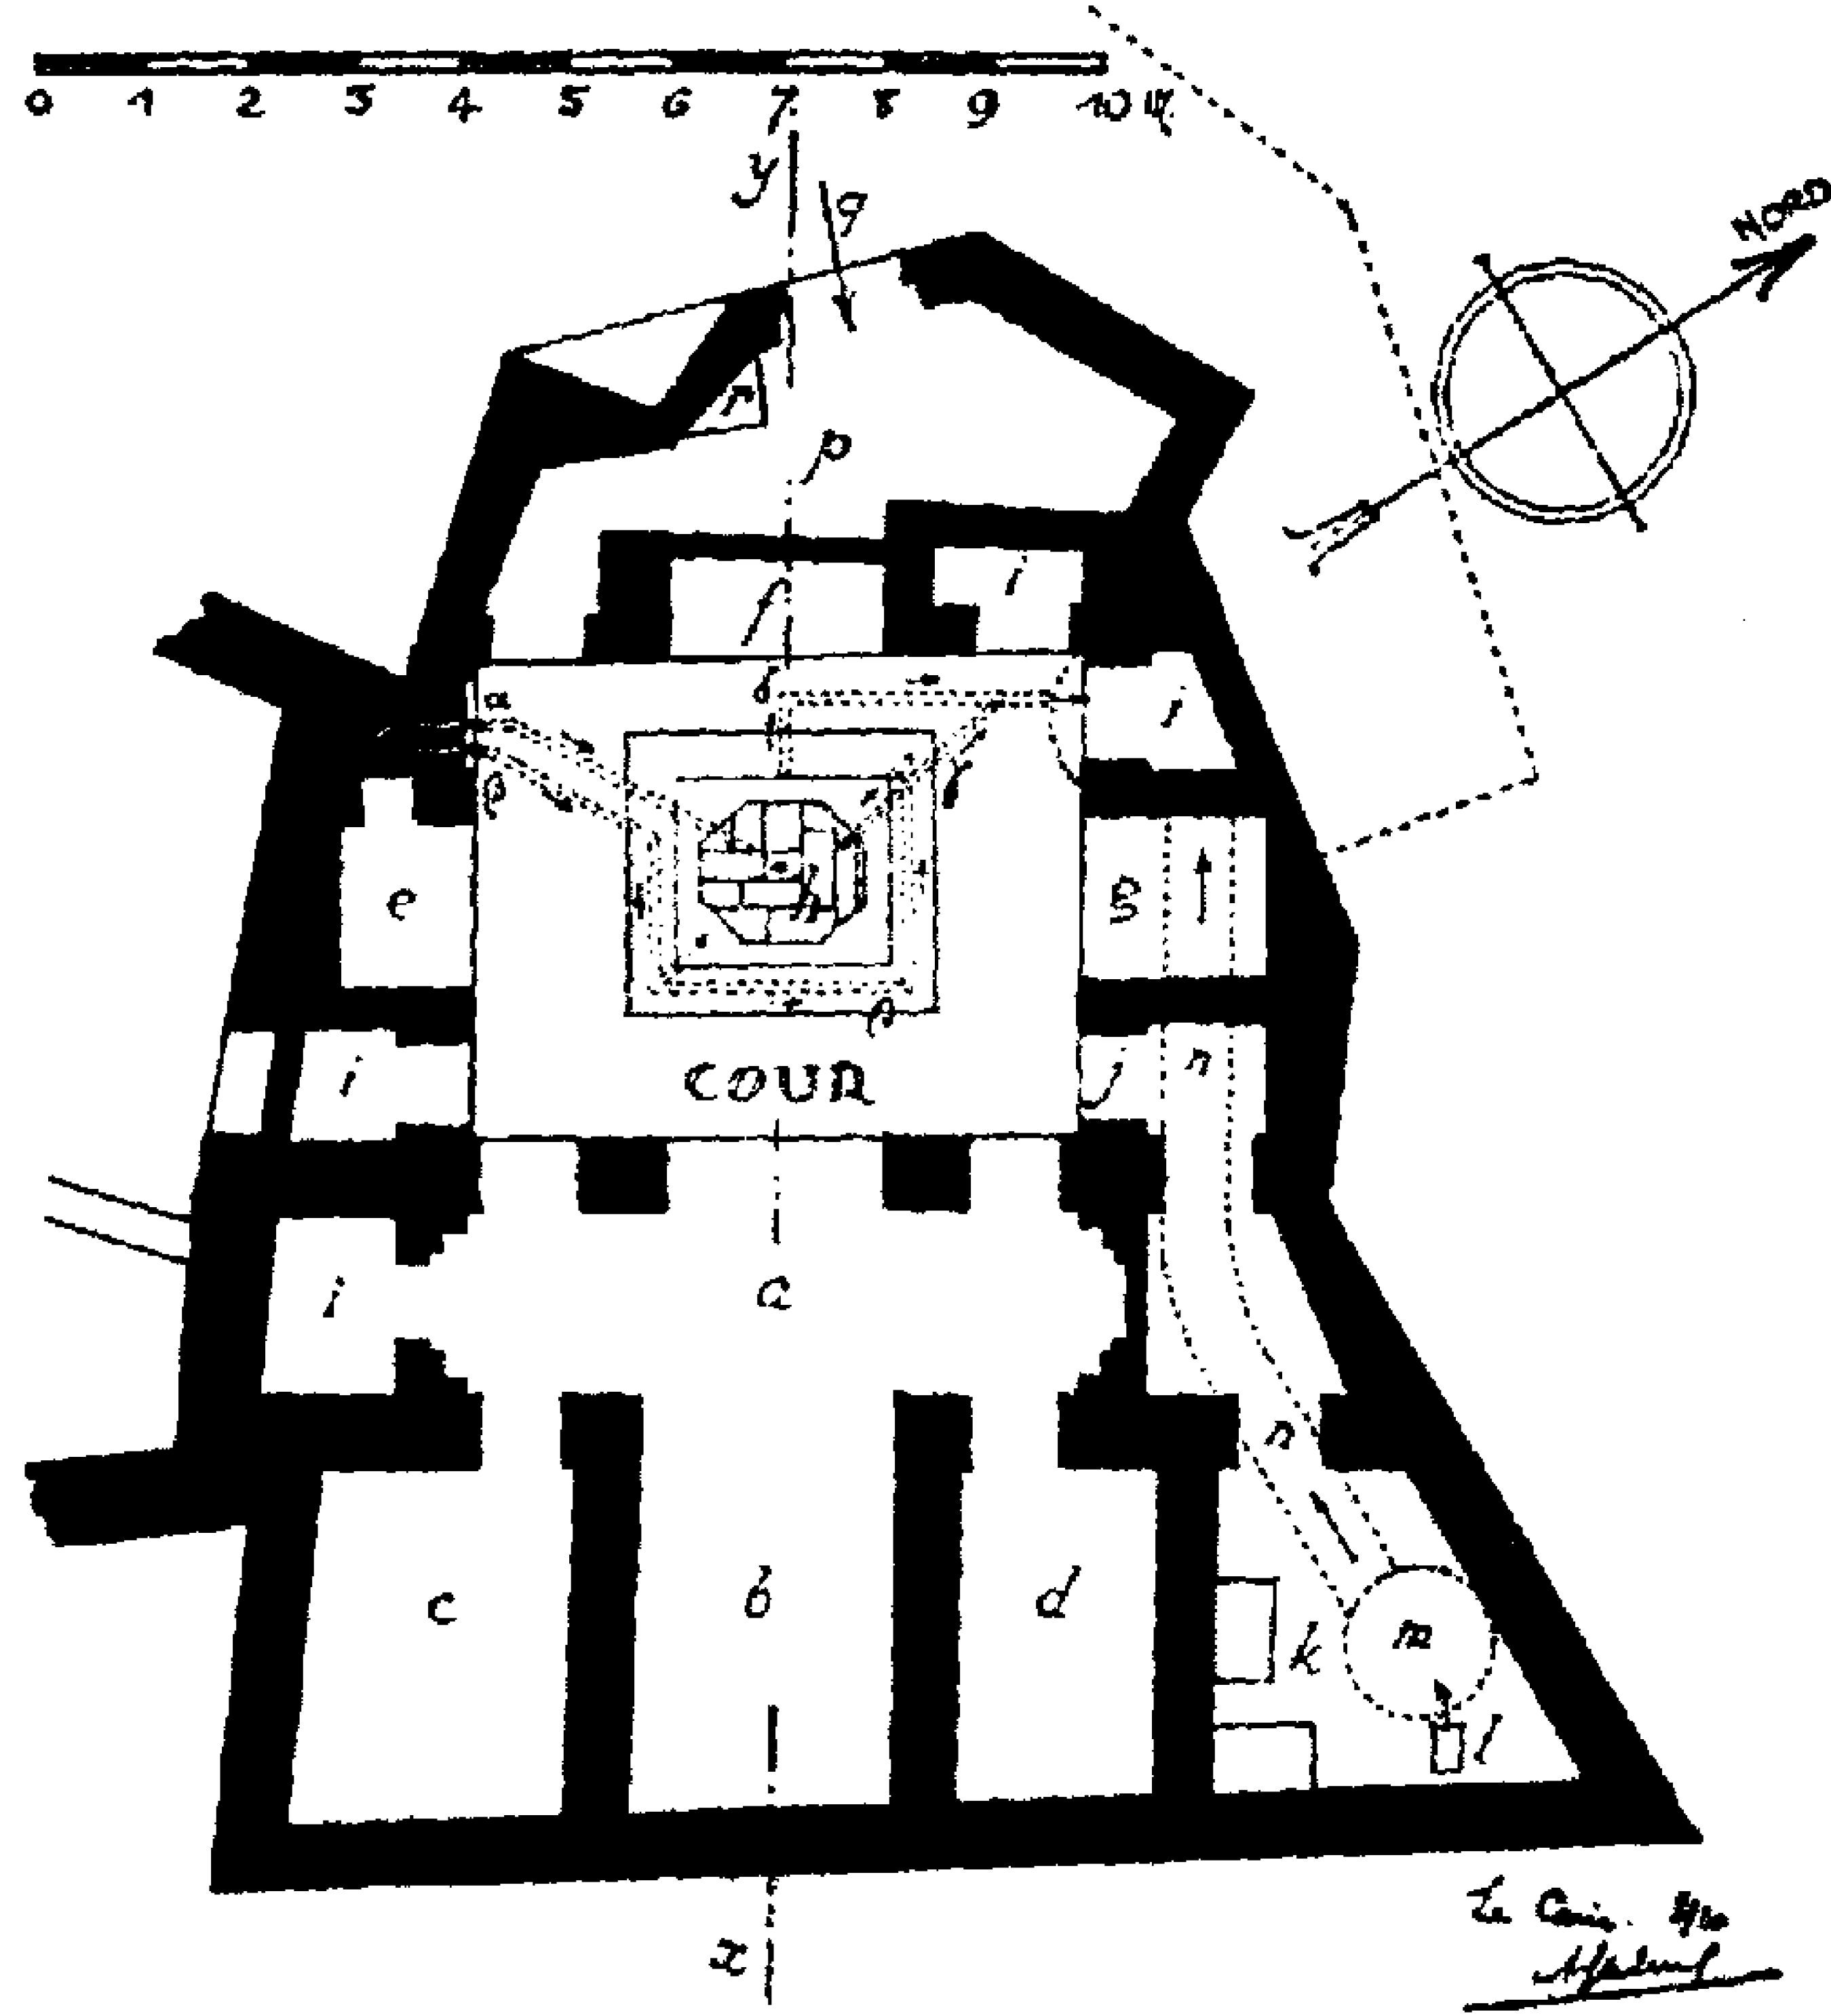 0 1 2 3 4 5 6 7 8 9 10 M.
y
q
NORD
r
p
f i
α δ
j
β γ
e h g
β
i COUR j n
i a
n
c b d k m
l
x
Le Caire